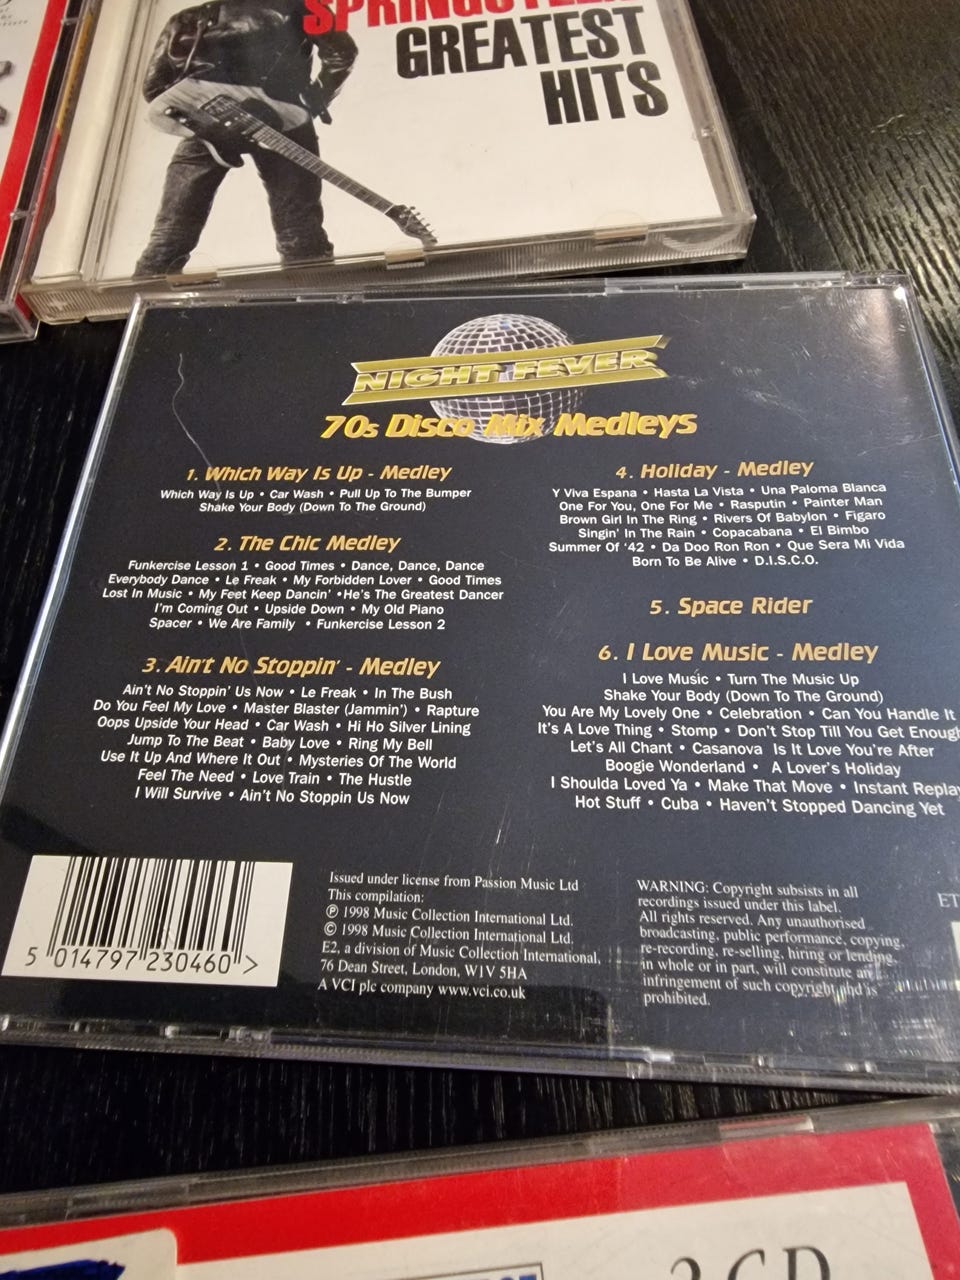 GREATEST
HITS
NIGHT FEVER
70s Disco Mix Medleys
1. Which Way Is Up - Medley
Which Way Is Up • Car Wash • Pull Up To The Bumper
Shake Your Body (Down To The Ground)
2. The Chic Medley
Funkercise Lesson 1 • Good Times • Dance, Dance, Dance
Everybody Dance • Le Freak • My Forbidden Lover • Good Times
Lost In Music • My Feet Keep Dancin' •He's The Greatest Dancer
I'm Coming Out • Upside Down • My Old Piano
Spacer • We Are Family • Funkercise Lesson 2
3. Ain't No Stoppin' - Medley
Ain't No Stoppin' Us Now • Le Freak • In The Bush
Do You Feel My Love • Master Blaster (Jammin') • Rapture
Oops Upside Your Head • Car Wash • Hi Ho Silver Lining
Jump To The Beat • Baby Love • Ring My Bell
Use It Up And Where It Out • Mysteries Of The World
Feel The Need • Love Train • The Hustle
I Will Survive • Ain't No Stoppin Us Now
4. Holiday - Medley
Y Viva Espana • Hasta La Vista • Una Paloma Blanca
One For You, One For Me • Rasputin • Painter Man
Brown Girl In The Ring • Rivers Of Babylon • Figaro
Singin' In The Rain • Copacabana • El Bimbo
Summer Of '42 • Da Doo Ron Ron • Que Sera Mi Vida
Born To Be Alive • D.I.S.C.O.
5. Space Rider
6. I Love Music - Medley
I Love Music • Turn The Music Up
Shake Your Body (Down To The Ground)
You Are My Lovely One • Celebration • Can You Handle It
It's A Love Thing • Stomp • Don't Stop Till You Get Enough
Let's All Chant • Casanova Is It Love You're After
Boogie Wonderland • A Lover's Holiday
I Shoulda Loved Ya • Make That Move • Instant Replay
Hot Stuff • Cuba • Haven't Stopped Dancing Yet
5 014797 230460 >
Issued under license from Passion Music Ltd
This compilation:
℗ 1998 Music Collection International Ltd.
© 1998 Music Collection International Ltd.
E2, a division of Music Collection International,
76 Dean Street, London, W1V 5HA
A VCI plc company www.vci.co.uk
WARNING: Copyright subsists in all
recordings issued under this label.
All rights reserved. Any unauthorised
broadcasting, public performance, copying,
re-recording, re-selling, hiring or lending,
in whole or in part, will constitute an
infringement of such copyright and is
prohibited.
ET
2 CD